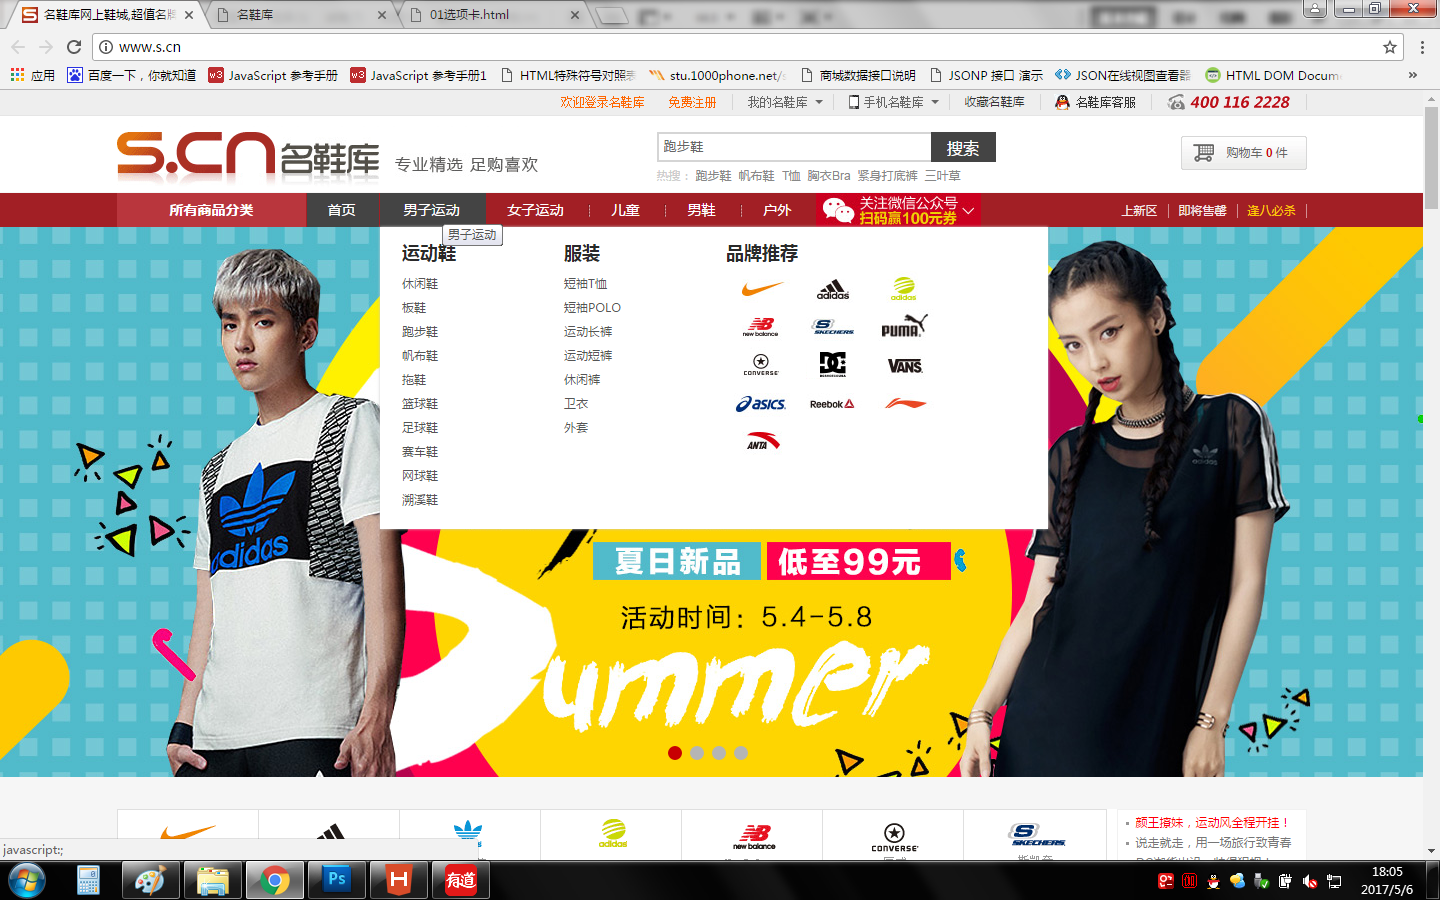 名鞋库网上鞋城,超值名牌
名鞋库
01选项卡.html
www.s.cn
应用
百度一下，你就知道
JavaScript 参考手册
JavaScript 参考手册1
HTML特殊符号对照表
stu.1000phone.net/
商城数据接口说明
JSONP 接口 演示
JSON在线视图查看器
HTML DOM Docum
欢迎登录名鞋库
免费注册
我的名鞋库
手机名鞋库
收藏名鞋库
名鞋库客服
400 116 2228
s.cn 名鞋库
专业精选 足购喜欢
跑步鞋
搜索
热搜： 跑步鞋 帆布鞋 T恤 胸衣Bra 紧身打底裤 三叶草
购物车 0 件
所有商品分类
首页
男子运动
女子运动
儿童
男鞋
户外
关注微信公众号
扫码赢100元券
上新区
即将售罄
逢八必杀
男子运动
运动鞋
休闲鞋
板鞋
跑步鞋
帆布鞋
拖鞋
篮球鞋
足球鞋
赛车鞋
网球鞋
溯溪鞋
服装
短袖T恤
短袖POLO
运动长裤
运动短裤
休闲裤
卫衣
外套
品牌推荐
adidas
adidas
new balance
SKECHERS
PUMA
CONVERSE
DC
VANS
asics
Reebok
ANTA
adidas
夏日新品
低至99元
活动时间：5.4-5.8
Summer
adidas
new balance
CONVERSE
SKECHERS
颜王撩妹，运动风全程开挂！
说走就走，用一场旅行致青春
javascript:;
Ps
有道
18:05
2017/5/6